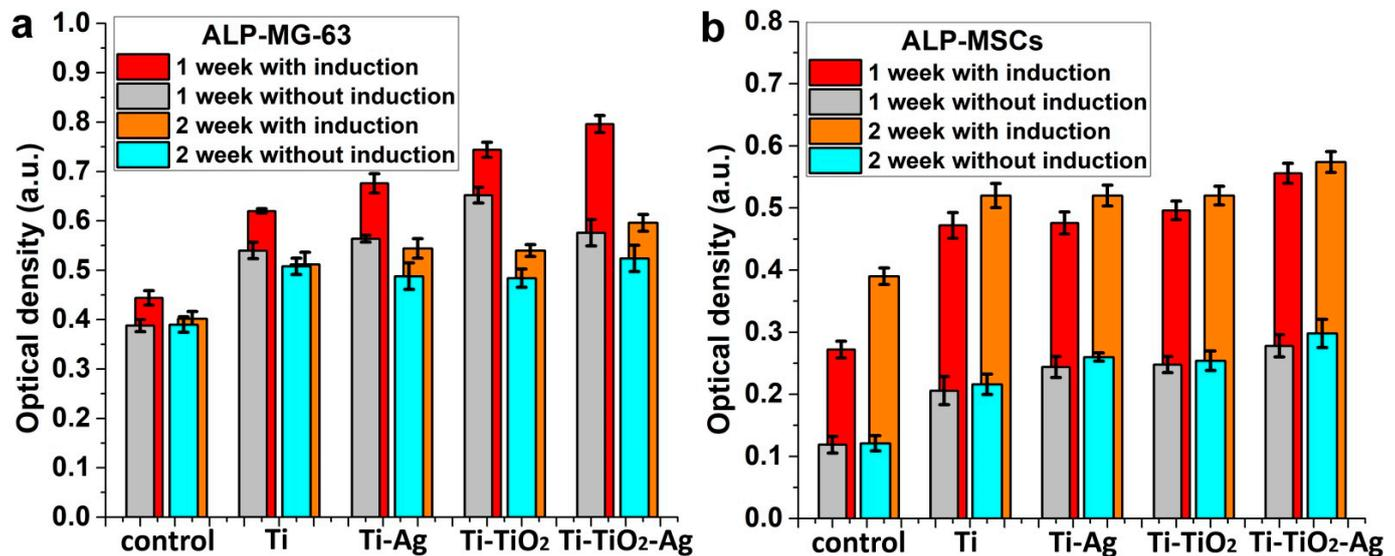 a
ALP-MG-63
1 week with induction
1 week without induction
2 week with induction
2 week without induction
Optical density (a.u.)
1.0
0.9
0.8
0.7
0.6
0.5
0.4
0.3
0.2
0.1
0.0
control Ti Ti-Ag Ti-TiO₂ Ti-TiO₂-Ag
b
ALP-MSCs
1 week with induction
1 week without induction
2 week with induction
2 week without induction
Optical density (a.u.)
0.8
0.7
0.6
0.5
0.4
0.3
0.2
0.1
0.0
control Ti Ti-Ag Ti-TiO₂ Ti-TiO₂-Ag